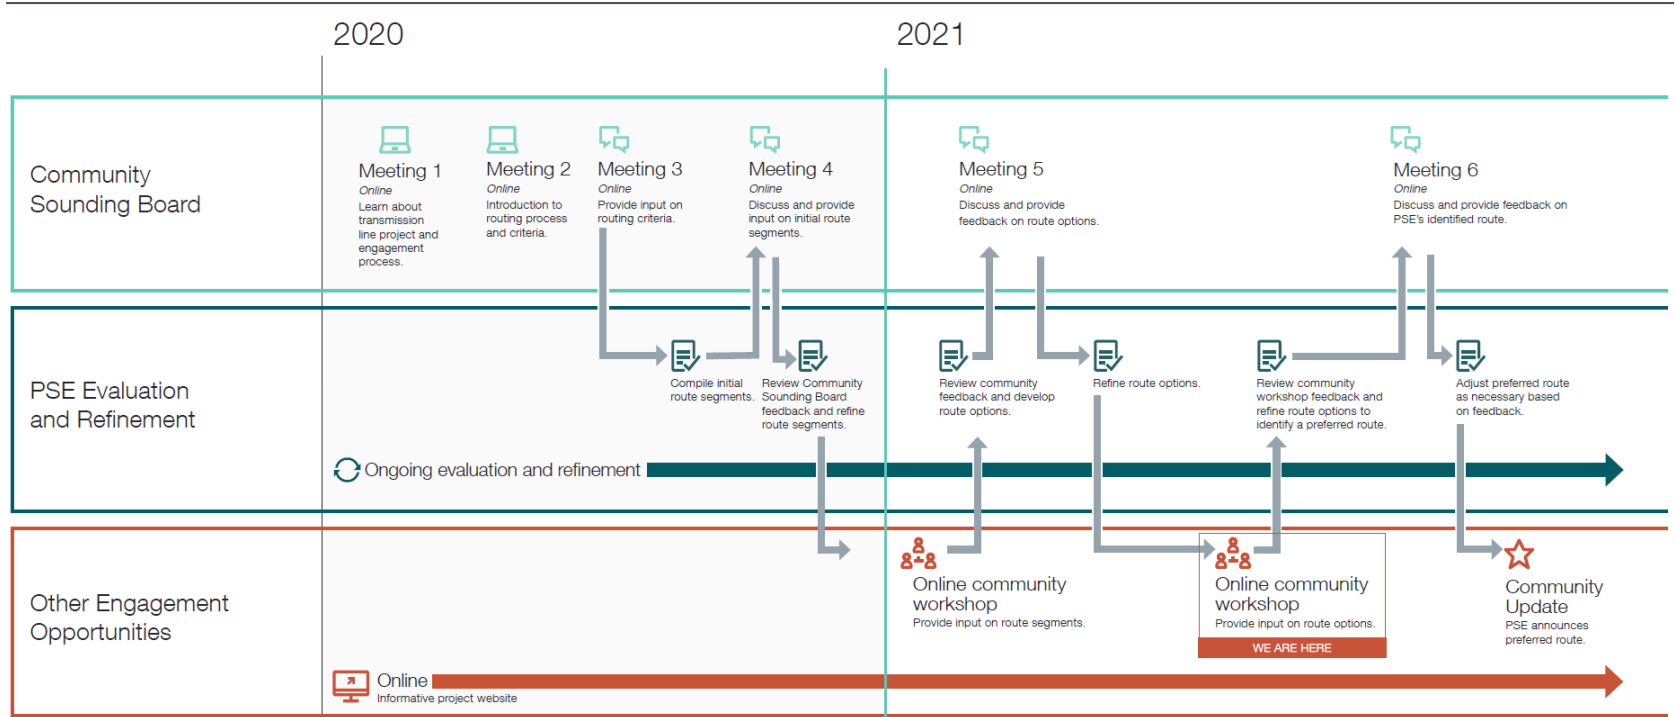 2020
2021
Community
Sounding Board
Meeting 1
Online
Learn about
transmission
line project and
engagement
process.
Meeting 2
Online
Introduction to
routing process
and criteria.
Meeting 3
Online
Provide input on
routing criteria.
Meeting 4
Online
Discuss and provide
input on initial route
segments.
Meeting 5
Online
Discuss and provide
feedback on route options.
Meeting 6
Online
Discuss and provide feedback on
PSE's identified route.
PSE Evaluation
and Refinement
Compile initial
route segments.
Review Community
Sounding Board
feedback and refine
route segments.
Review community
feedback and develop
route options.
Refine route options.
Review community
workshop feedback and
refine route options to
identify a preferred route.
Adjust preferred route
as necessary based
on feedback.
Ongoing evaluation and refinement
Other Engagement
Opportunities
Online community
workshop
Provide input on route segments.
Online community
workshop
Provide input on route options.
WE ARE HERE
Community
Update
PSE announces
preferred route.
Online
Informative project website